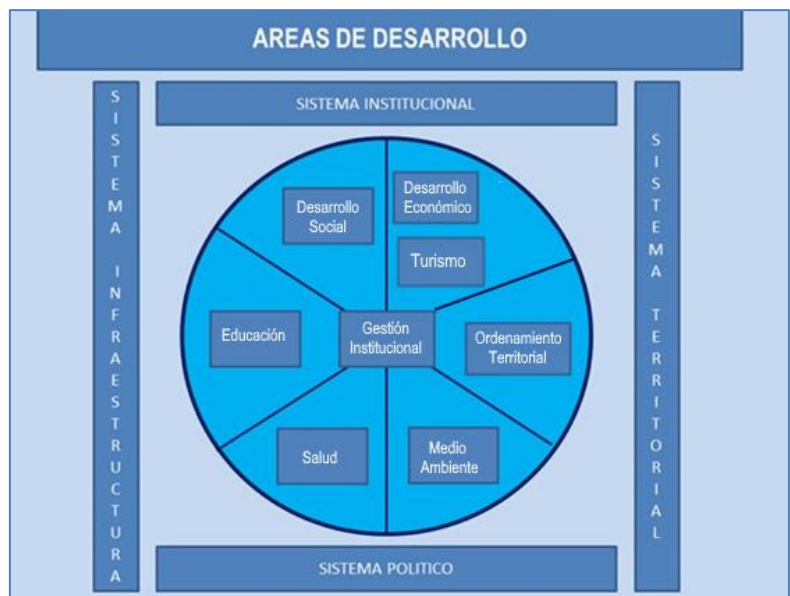 AREAS DE DESARROLLO
SISTEMA INSTITUCIONAL
SISTEMA INFRAESTRUCTURA
SISTEMA TERRITORIAL
Desarrollo
Social
Desarrollo
Económico
Turismo
Educación
Gestión
Institucional
Ordenamiento
Territorial
Salud
Medio
Ambiente
SISTEMA POLITICO